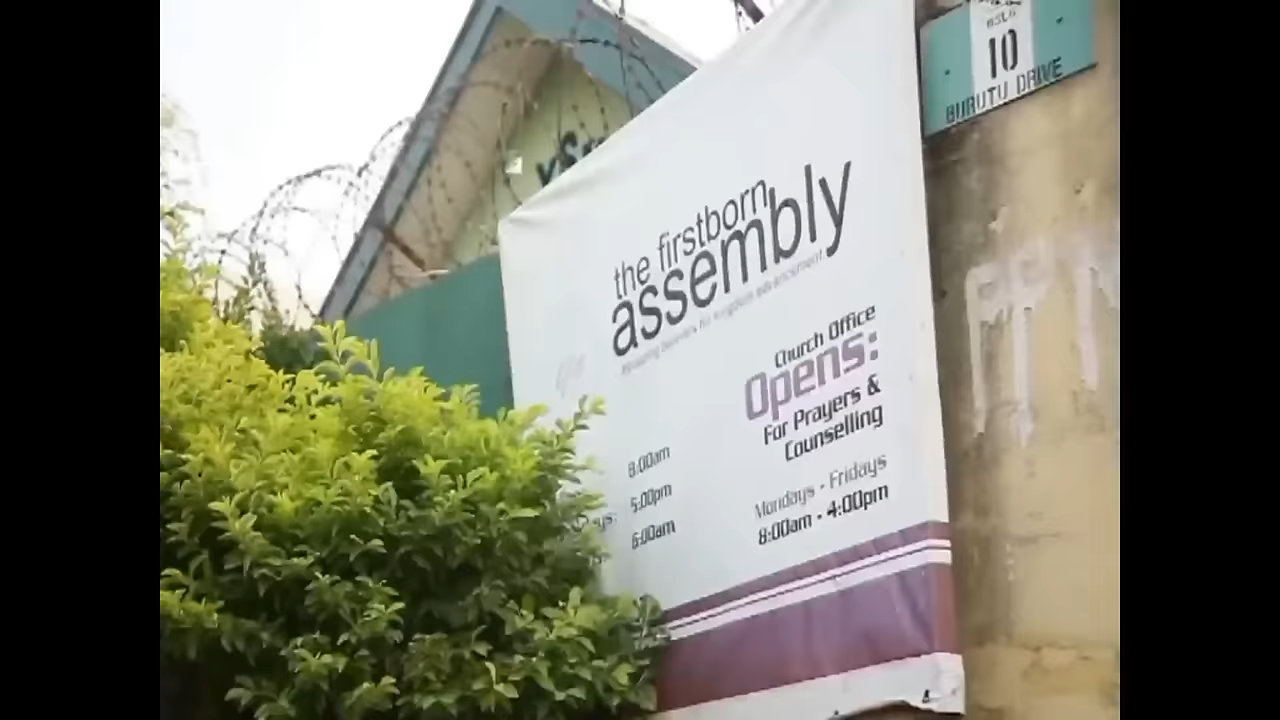 10
BURUTU DRIVE
the firstborn
assembly
Church Office
Opens:
For Prayers &
Counselling
8:00am
5:00pm
6:00am
Mondays - Fridays
8:00am - 4:00pm